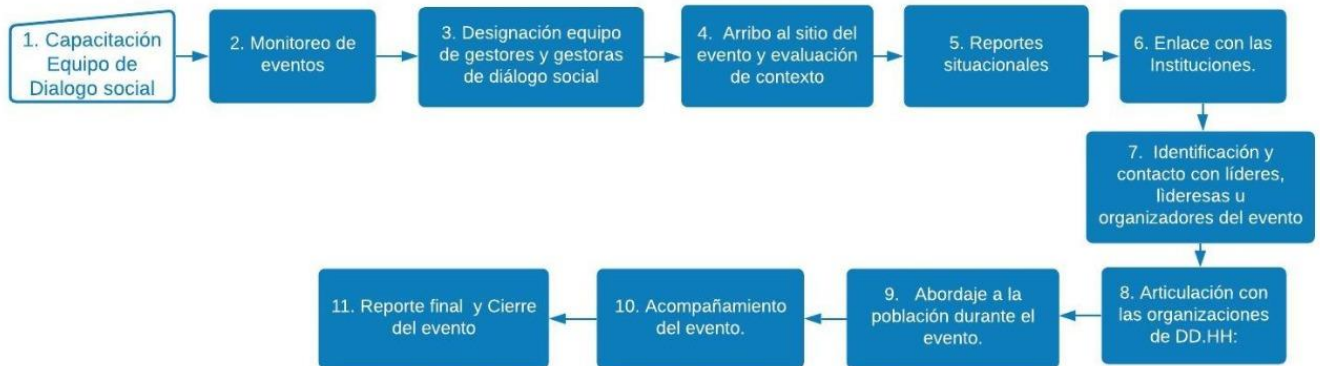 1. Capacitación
Equipo de
Dialogo social
2. Monitoreo de
eventos
3. Designación equipo
de gestores y gestoras
de diálogo social
4. Arribo al sitio del
evento y evaluación
de contexto
5. Reportes
situacionales
6. Enlace con las
Instituciones.
7. Identificación y
contacto con líderes,
lìderesas u
organizadores del evento
8. Articulación con
las organizaciones
de DD.HH:
9. Abordaje a la
población durante el
evento.
10. Acompañamiento
del evento.
11. Reporte final y Cierre
del evento